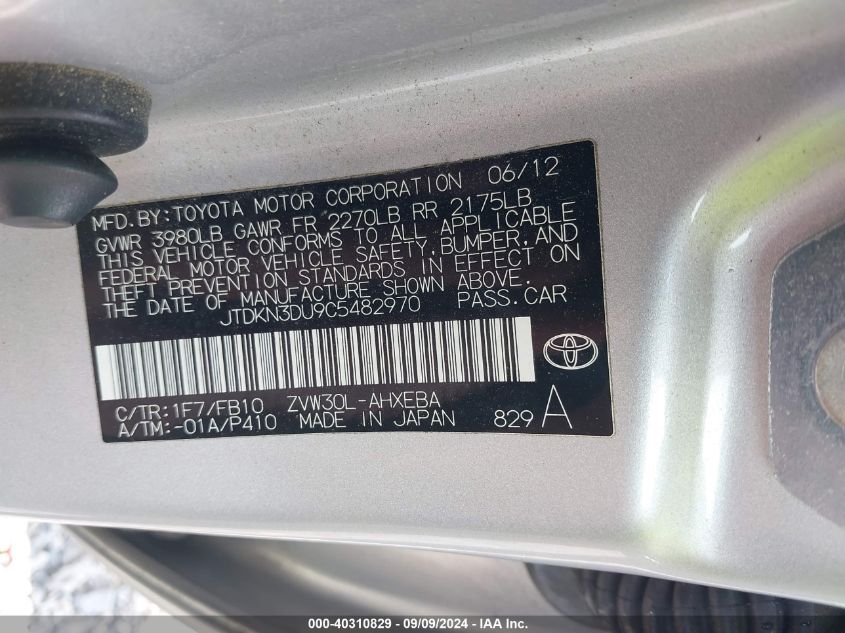 MFD.BY:TOYOTA MOTOR CORPORATION 06/12
GVWR 3980LB GAWR FR 2270LB RR 2175LB
THIS VEHICLE CONFORMS TO ALL APPLICABLE
FEDERAL MOTOR VEHICLE SAFETY,BUMPER,AND
THEFT PREVENTION STANDARDS IN EFFECT ON
THE DATE OF MANUFACTURE SHOWN ABOVE.
JTDKN3DU9C5482970 PASS.CAR
C/TR:1F7/FB10 ZVW30L-AHXEBA
A/TM:-01A/P410 MADE IN JAPAN 829 A
000-40310829 / 09/09/2024 - IAA Inc.